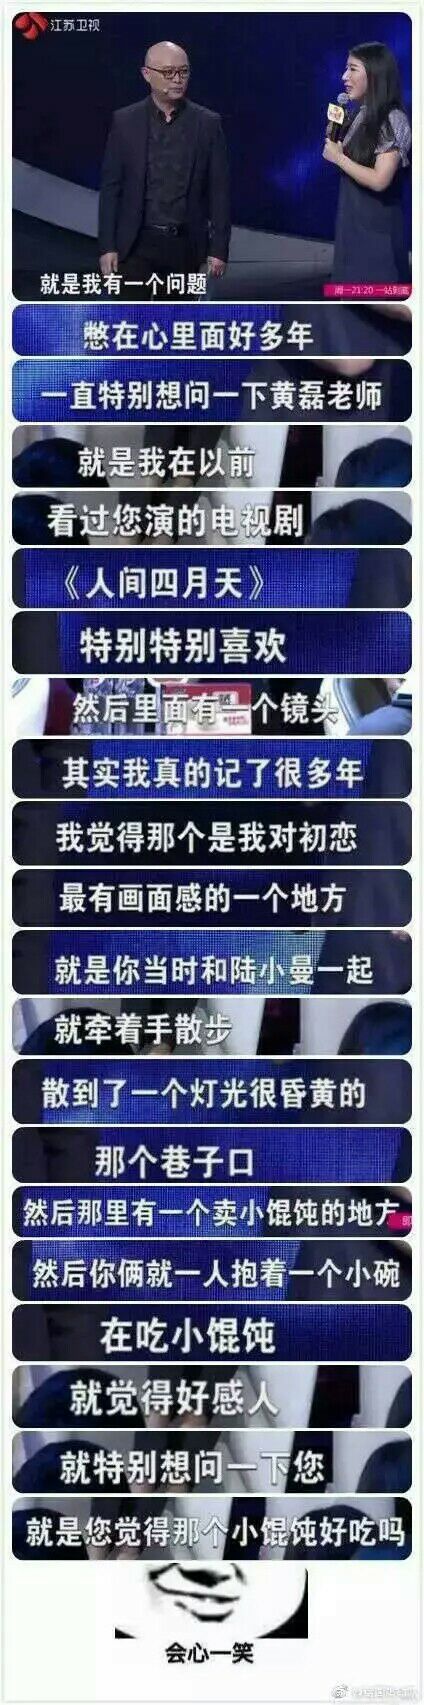 江苏卫视
就是我有一个问题
周一21:20 一站到底
憋在心里面好多年
一直特别想问一下黄磊老师
就是我在以前
看过您演的电视剧
《人间四月天》
特别特别喜欢
然后里面有一个镜头
其实我真的记了很多年
我觉得那个是我对初恋
最有画面感的一个地方
就是你当时和陆小曼一起
就牵着手散步
散到了一个灯光很昏黄的
那个巷子口
然后那里有一个卖小馄饨的地方
然后你俩就一人抱着一个小碗
在吃小馄饨
就觉得好感人
就特别想问一下您
就是您觉得那个小馄饨好吃吗
会心一笑